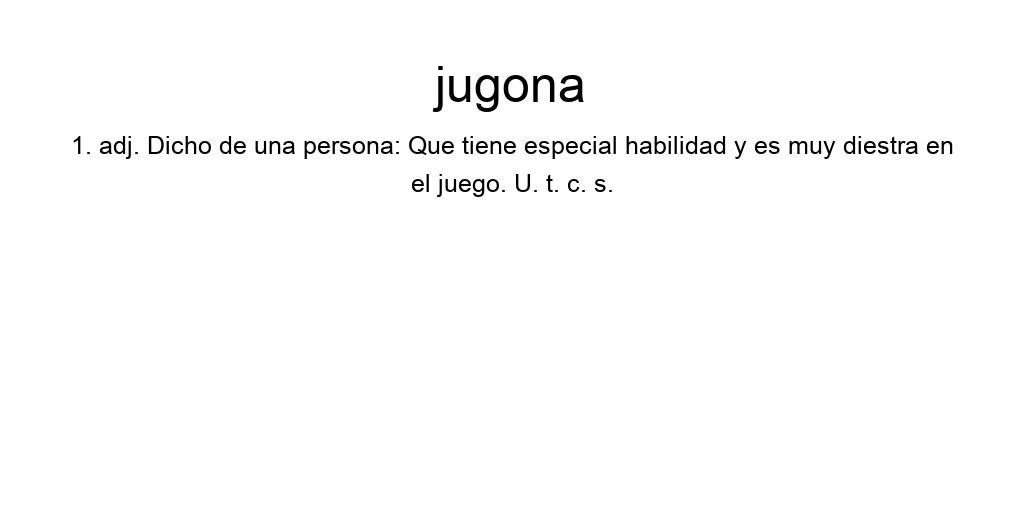 jugona
1. adj. Dicho de una persona: Que tiene especial habilidad y es muy diestra en
el juego. U. t. c. s.